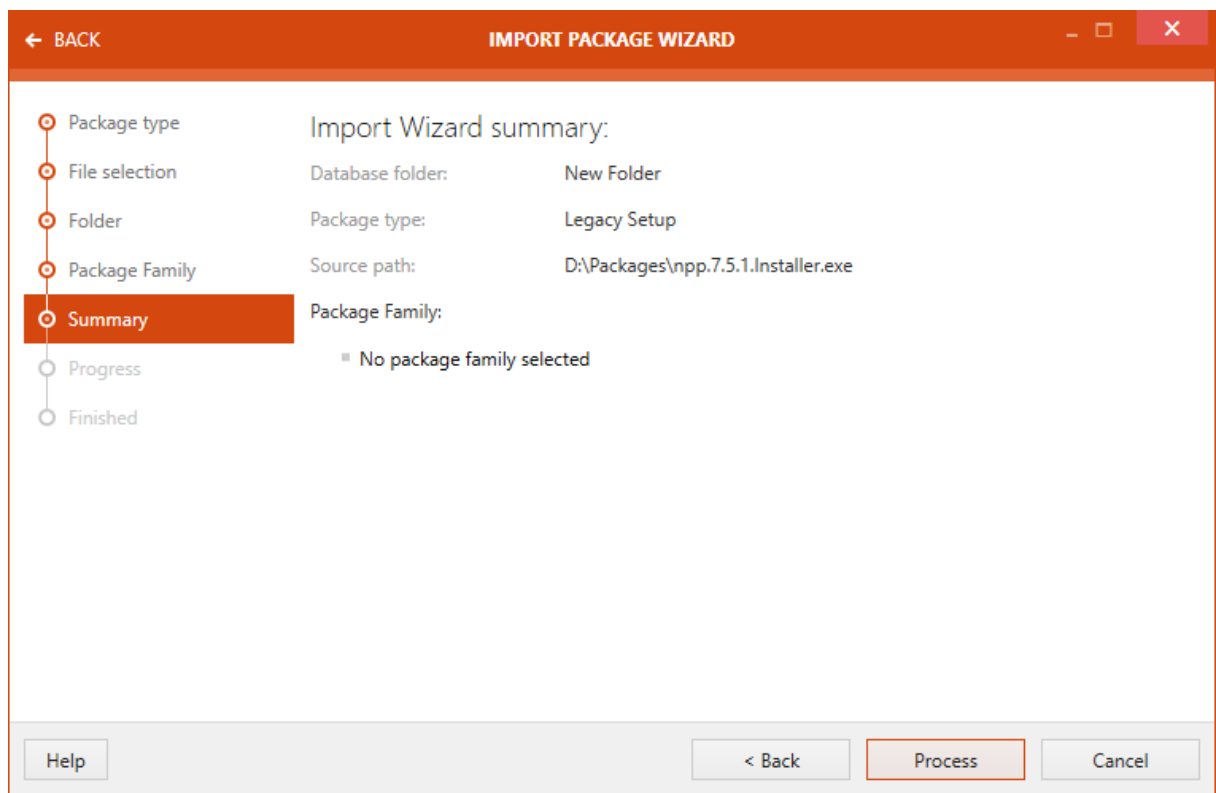 BACK
IMPORT PACKAGE WIZARD
Package type
File selection
Folder
Package Family
Summary
Progress
Finished
Import Wizard summary:
Database folder: New Folder
Package type: Legacy Setup
Source path: D:\Packages\npp.7.5.1.Installer.exe
Package Family:
No package family selected
Help
< Back
Process
Cancel